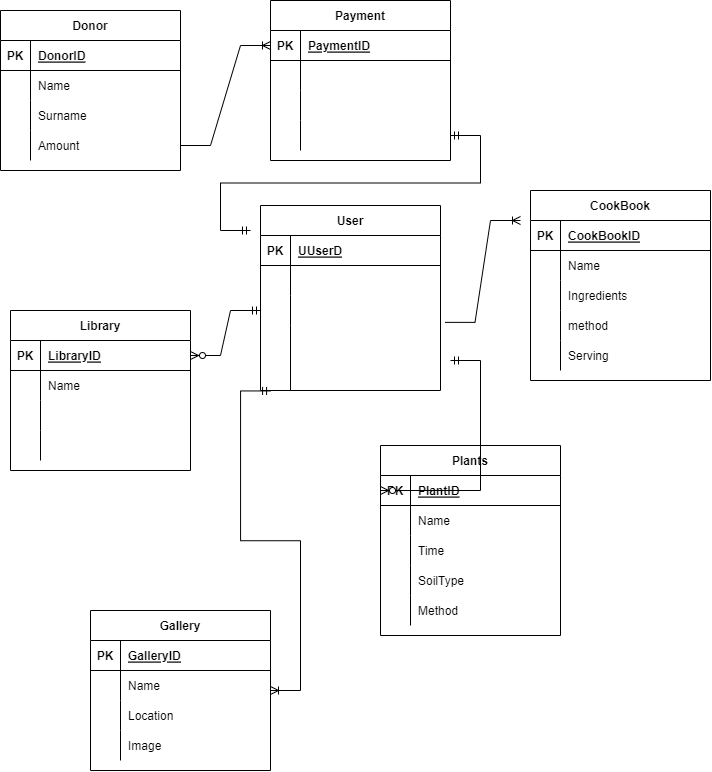 Donor
PK DonorID
Name
Surname
Amount
Payment
PK PaymentID
User
PK UUserD
CookBook
PK CookBookID
Name
Ingredients
method
Serving
Library
PK LibraryID
Name
Plants
PK PlantID
Name
Time
SoilType
Method
Gallery
PK GalleryID
Name
Location
Image